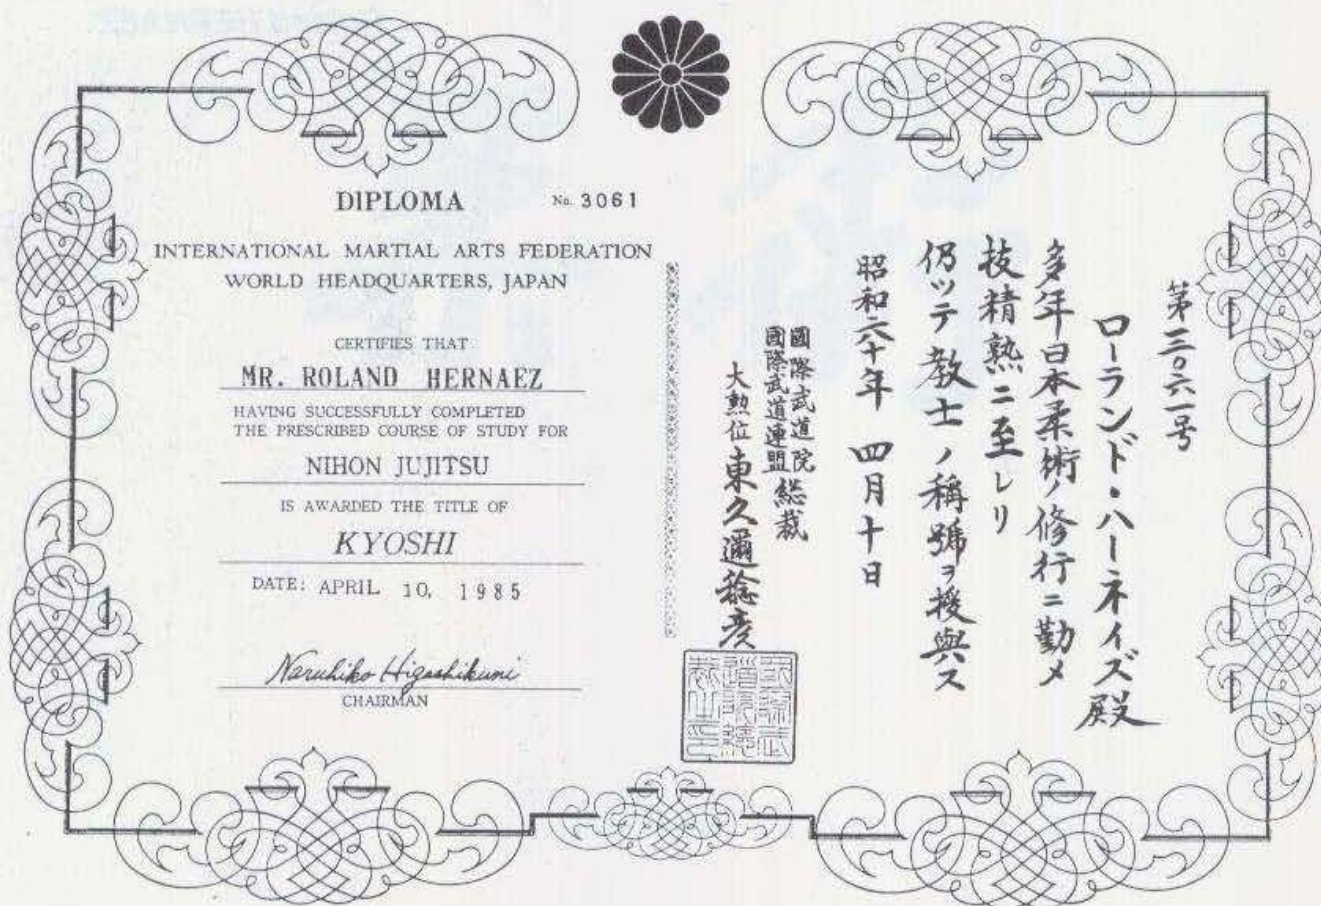 DIPLOMA
No. 3061
INTERNATIONAL MARTIAL ARTS FEDERATION
WORLD HEADQUARTERS, JAPAN
CERTIFIES THAT
MR. ROLAND HERNAEZ
HAVING SUCCESSFULLY COMPLETED
THE PRESCRIBED COURSE OF STUDY FOR
NIHON JUJITSU
IS AWARDED THE TITLE OF
KYOSHI
DATE: APRIL 10, 1985
Naruhiko Higashikuni
CHAIRMAN
第三〇六一号
ローランド・ハーネイズ殿
多年日本柔術ノ修行ニ勤メ
技精熟ニ至レリ
仍ッテ教士ノ稱號ヲ授與ス
昭和六十年 四月十日
國際武道院
國際武道連盟 総裁
大勲位 東久邇稔彦